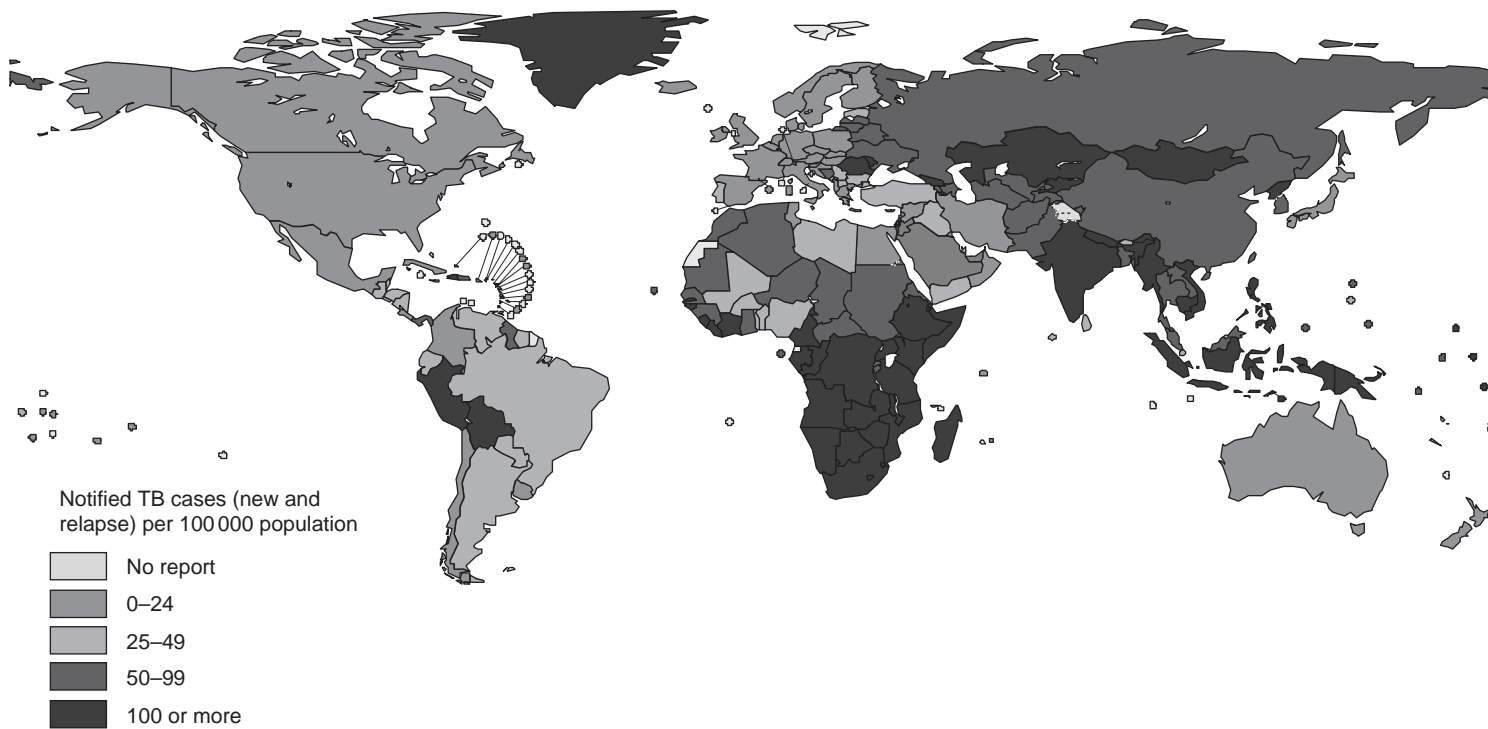 Notified TB cases (new and
relapse) per 100 000 population
No report
0–24
25–49
50–99
100 or more